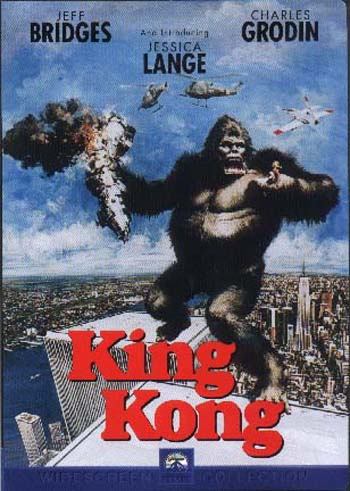 JEFF
BRIDGES
And Introducing
JESSICA
LANGE
CHARLES
GRODIN
King
Kong
WIDESCREEN COLLECTION